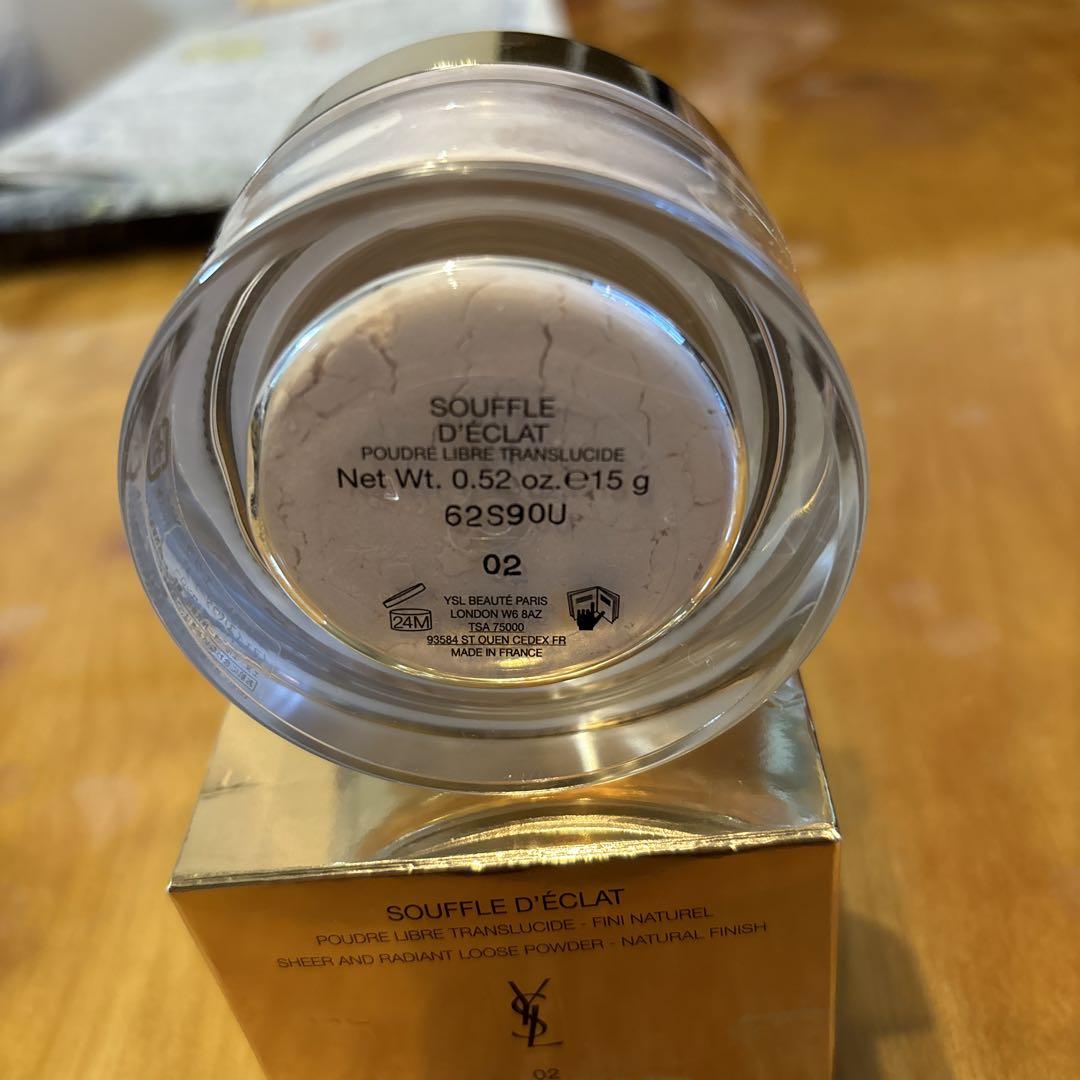 SOUFFLE
D'ÉCLAT
POUDRE LIBRE TRANSLUCIDE
Net Wt. 0.52 oz.℮15 g
62S90U
02
24M
YSL BEAUTÉ PARIS
LONDON W6 8AZ
TSA 75000
93584 ST OUEN CEDEX FR
MADE IN FRANCE
SOUFFLE D'ÉCLAT
POUDRE LIBRE TRANSLUCIDE - FINI NATUREL
SHEER AND RADIANT LOOSE POWDER - NATURAL FINISH
YSL
02